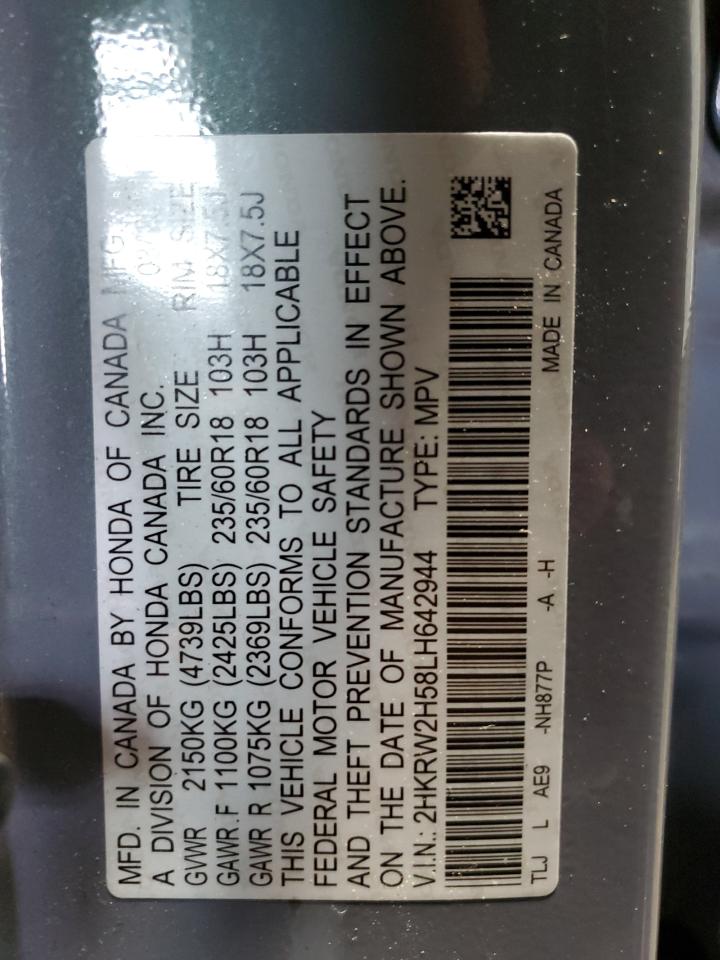 MFD. IN CANADA BY HONDA OF CANADA MFG.
A DIVISION OF HONDA CANADA INC.
GVWR 2150KG (4739LBS) TIRE SIZE RIM SIZE
GAWR.F 1100KG (2425LBS) 235/60R18 103H 18X7.5J
GAWR R 1075KG (2369LBS) 235/60R18 103H 18X7.5J
THIS VEHICLE CONFORMS TO ALL APPLICABLE
FEDERAL MOTOR VEHICLE SAFETY
AND THEFT PREVENTION STANDARDS IN EFFECT
ON THE DATE OF MANUFACTURE SHOWN ABOVE.
V.I.N.: 2HKRW2H58LH642944 TYPE: MPV
TLJ L AE9 -NH877P -A -H MADE IN CANADA